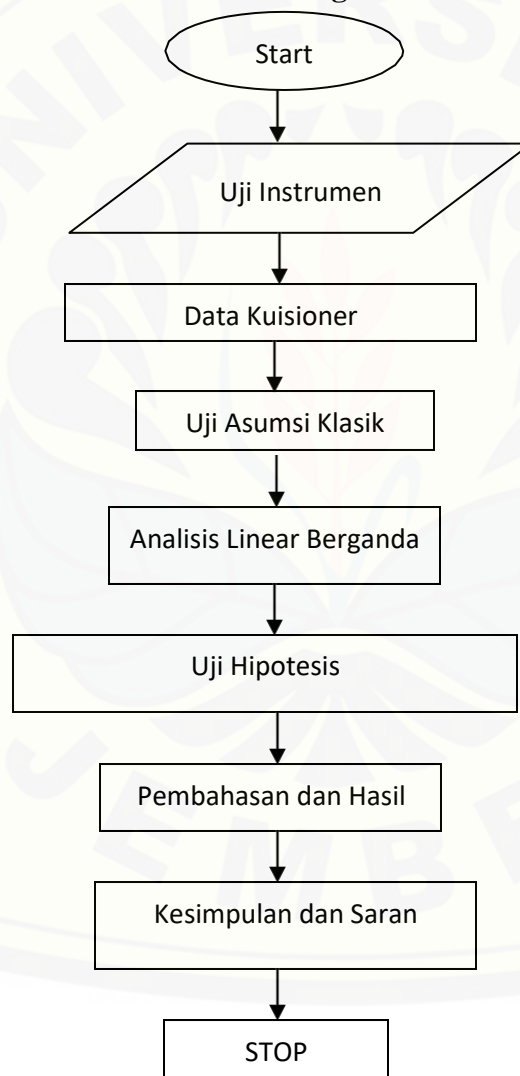 Start
Uji Instrumen
Data Kuisioner
Uji Asumsi Klasik
Analisis Linear Berganda
Uji Hipotesis
Pembahasan dan Hasil
Kesimpulan dan Saran
STOP